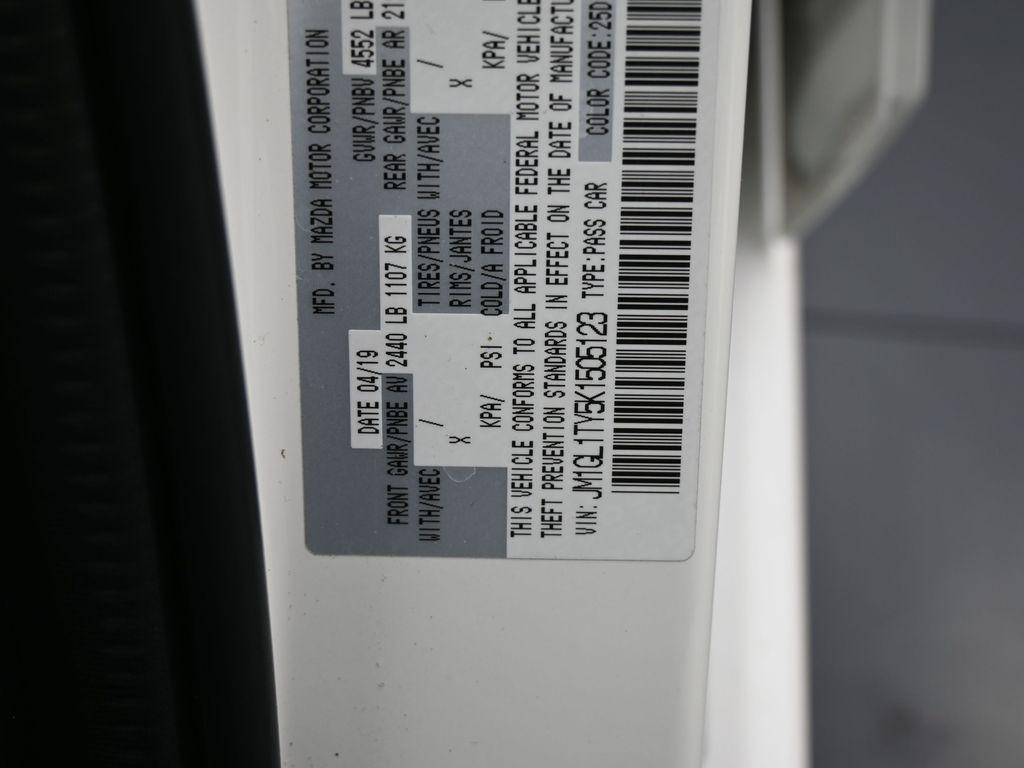 MFD. BY MAZDA MOTOR CORPORATION
DATE 04/19
GVWR/PNBV 4552 LB
FRONT GAWR/PNBE AV 2440 LB 1107 KG
REAR GAWR/PNBE AR 21
WITH/AVEC / TIRES/PNEUS WITH/AVEC /
X RIMS/JANTES X
KPA/ PSI. COLD/A FROID KPA/
THIS VEHICLE CONFORMS TO ALL APPLICABLE FEDERAL MOTOR VEHICLE
THEFT PREVENTION STANDARDS IN EFFECT ON THE DATE OF MANUFACTU
VIN: JM1GL1TY5K1505123 TYPE:PASS CAR COLOR CODE:25D